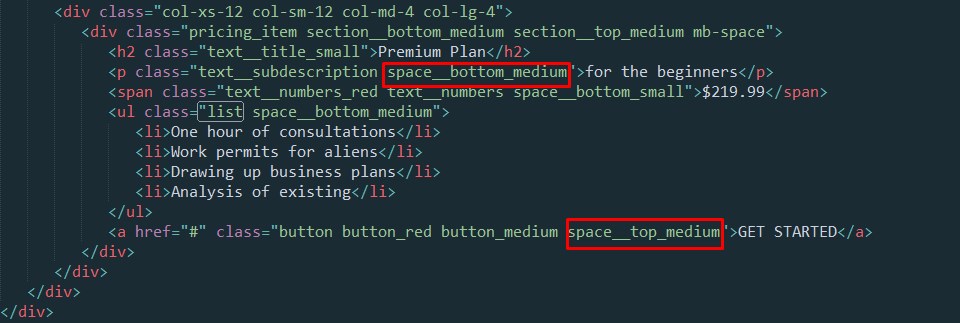 <div class="col-xs-12 col-sm-12 col-md-4 col-lg-4">
<div class="pricing_item section__bottom_medium section__top_medium mb-space">
<h2 class="text__title_small">Premium Plan</h2>
<p class="text__subdescription space__bottom_medium">for the beginners</p>
<span class="text__numbers_red text__numbers space__bottom_small">$219.99</span>
<ul class="list space__bottom_medium">
<li>One hour of consultations</li>
<li>Work permits for aliens</li>
<li>Drawing up business plans</li>
<li>Analysis of existing</li>
</ul>
<a href="#" class="button button_red button_medium space__top_medium">GET STARTED</a>
</div>
</div>
</div>
</div>